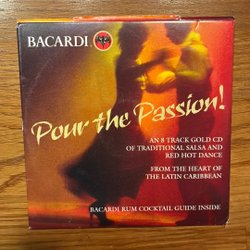 BACARDI
Pour the Passion!
AN 8 TRACK GOLD CD
OF TRADITIONAL SALSA AND
RED HOT DANCE
FROM THE HEART OF
THE LATIN CARIBBEAN
BACARDI RUM COCKTAIL GUIDE INSIDE